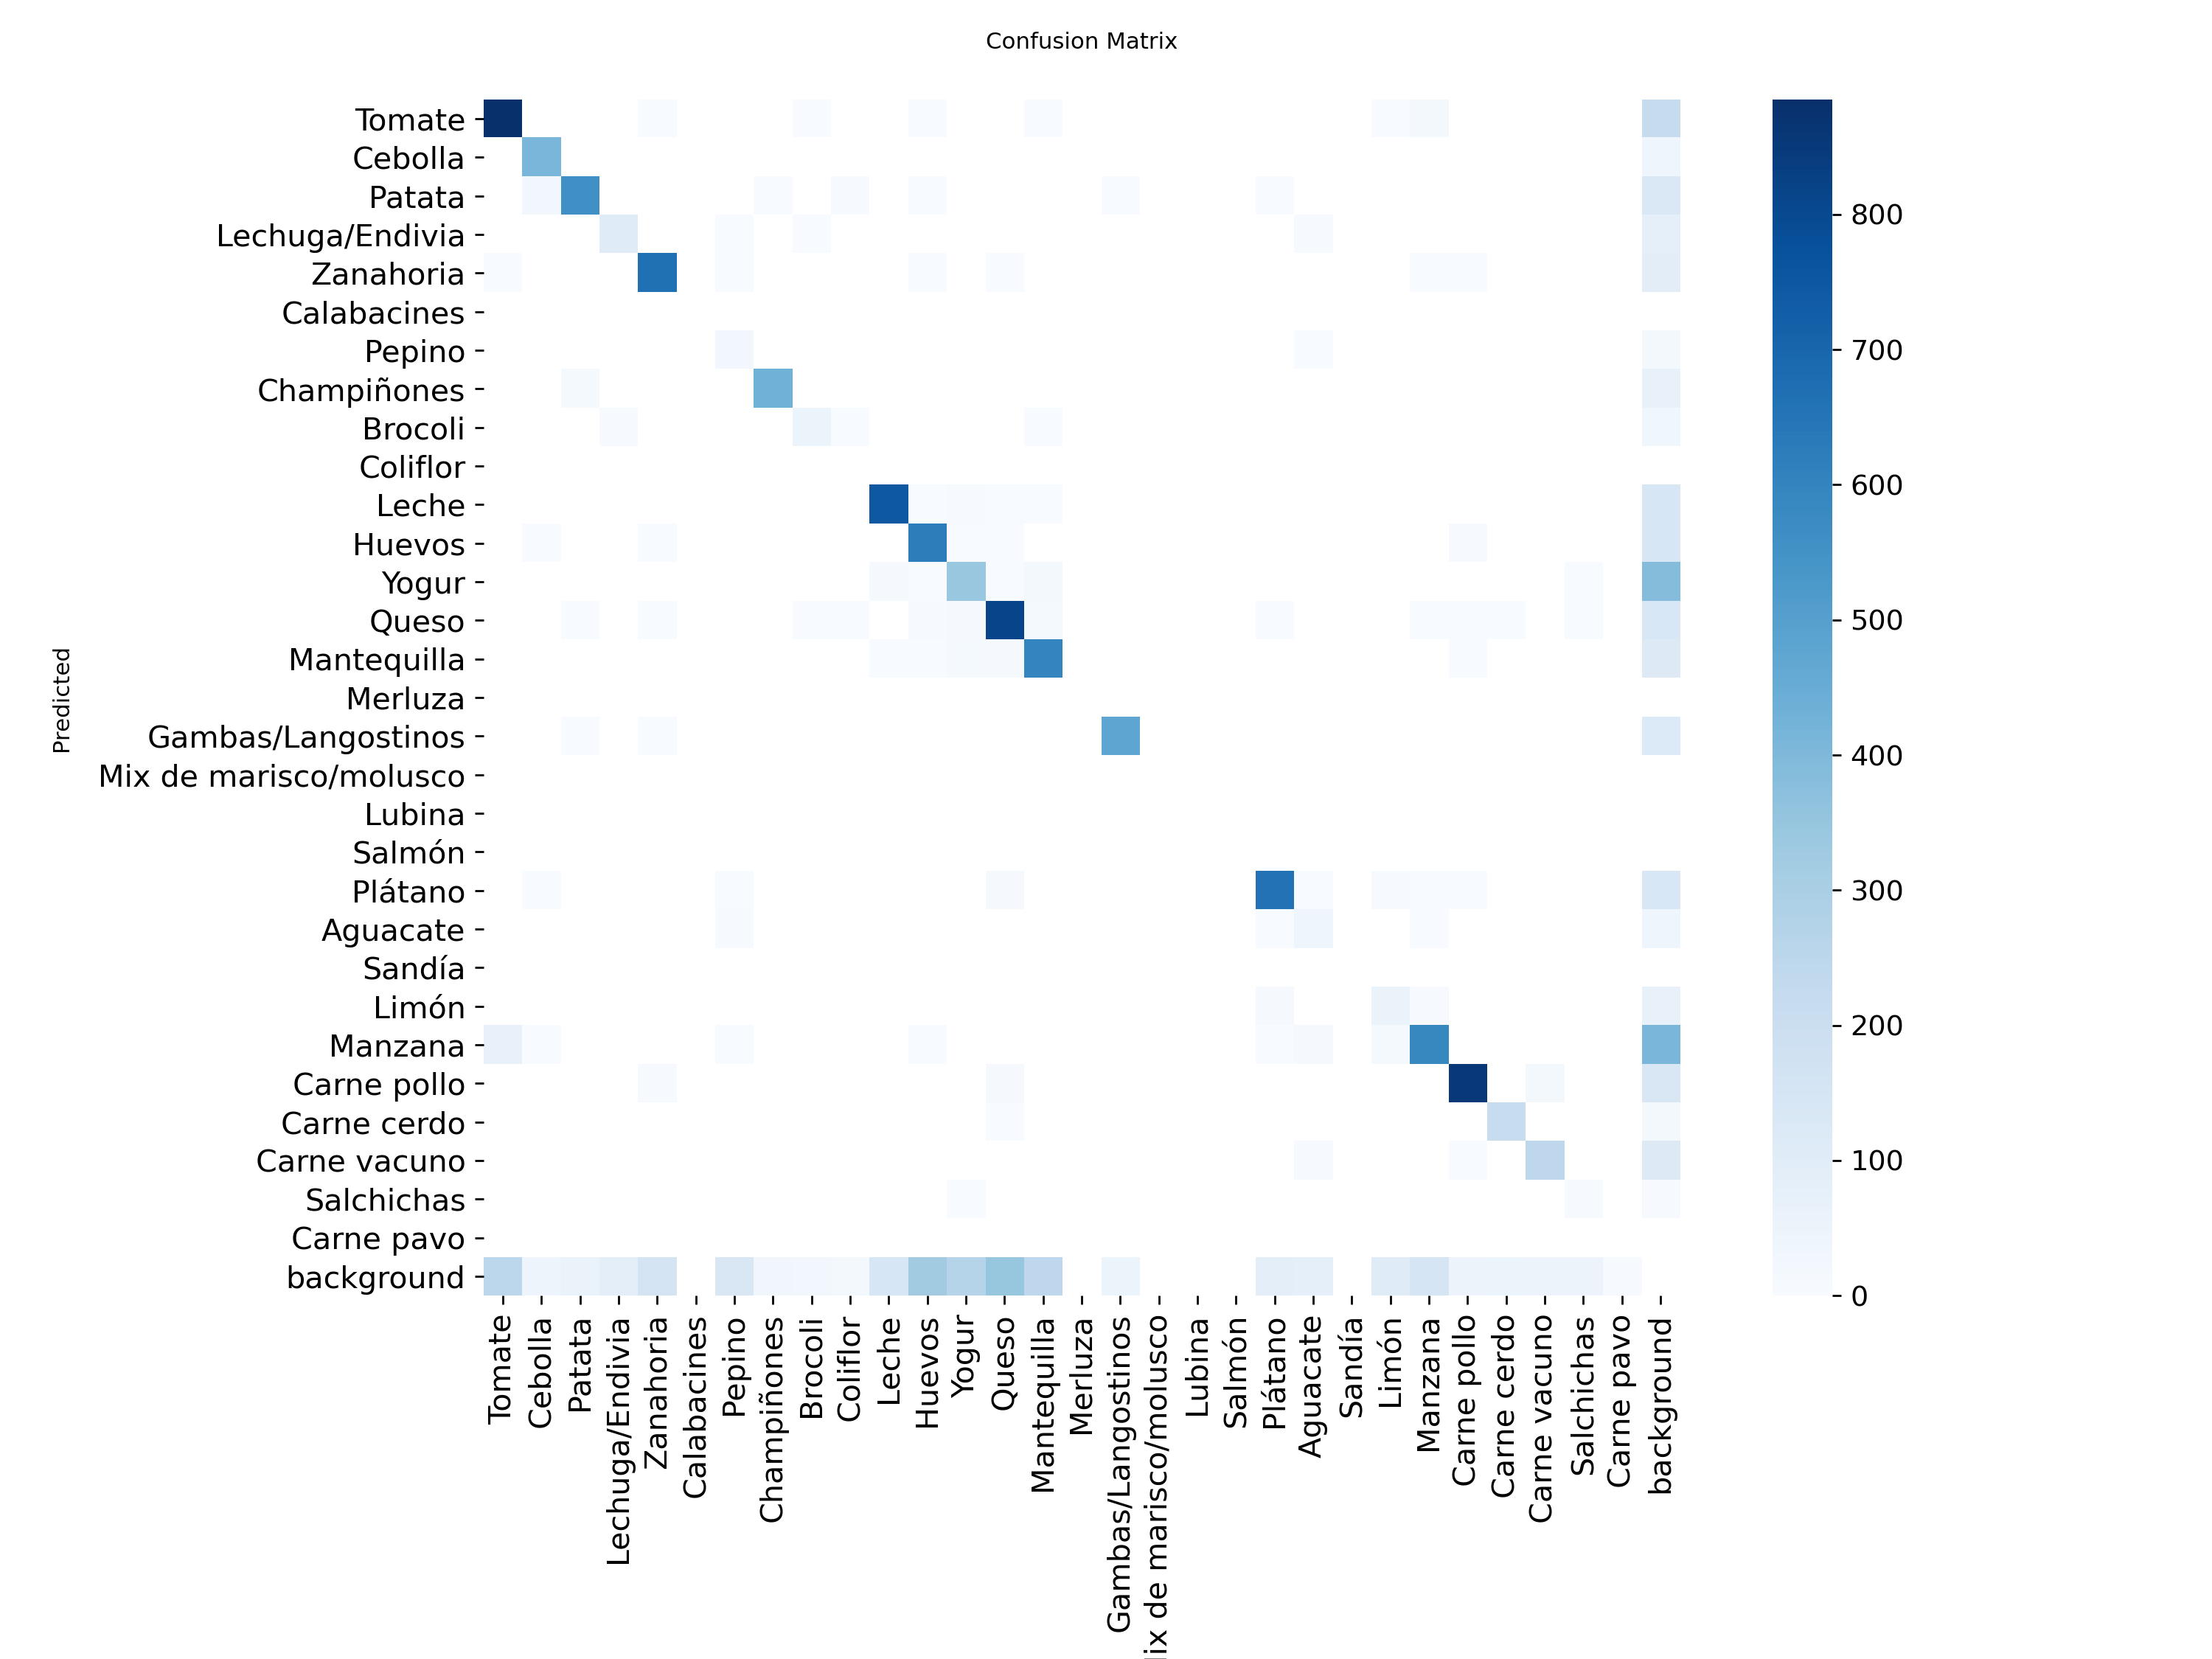 Confusion Matrix
Tomate
Cebolla
Patata
Lechuga/Endivia
Zanahoria
Calabacines
Pepino
Champiñones
Brocoli
Coliflor
Leche
Huevos
Yogur
Queso
Mantequilla
Merluza
Gambas/Langostinos
Mix de marisco/molusco
Lubina
Salmón
Plátano
Aguacate
Sandía
Limón
Manzana
Carne pollo
Carne cerdo
Carne vacuno
Salchichas
Carne pavo
background
Predicted
Tomate
Cebolla
Patata
Lechuga/Endivia
Zanahoria
Calabacines
Pepino
Champiñones
Brocoli
Coliflor
Leche
Huevos
Yogur
Queso
Mantequilla
Merluza
Gambas/Langostinos
ix de marisco/molusco
Lubina
Salmón
Plátano
Aguacate
Sandía
Limón
Manzana
Carne pollo
Carne cerdo
Carne vacuno
Salchichas
Carne pavo
background
800
700
600
500
400
300
200
100
0